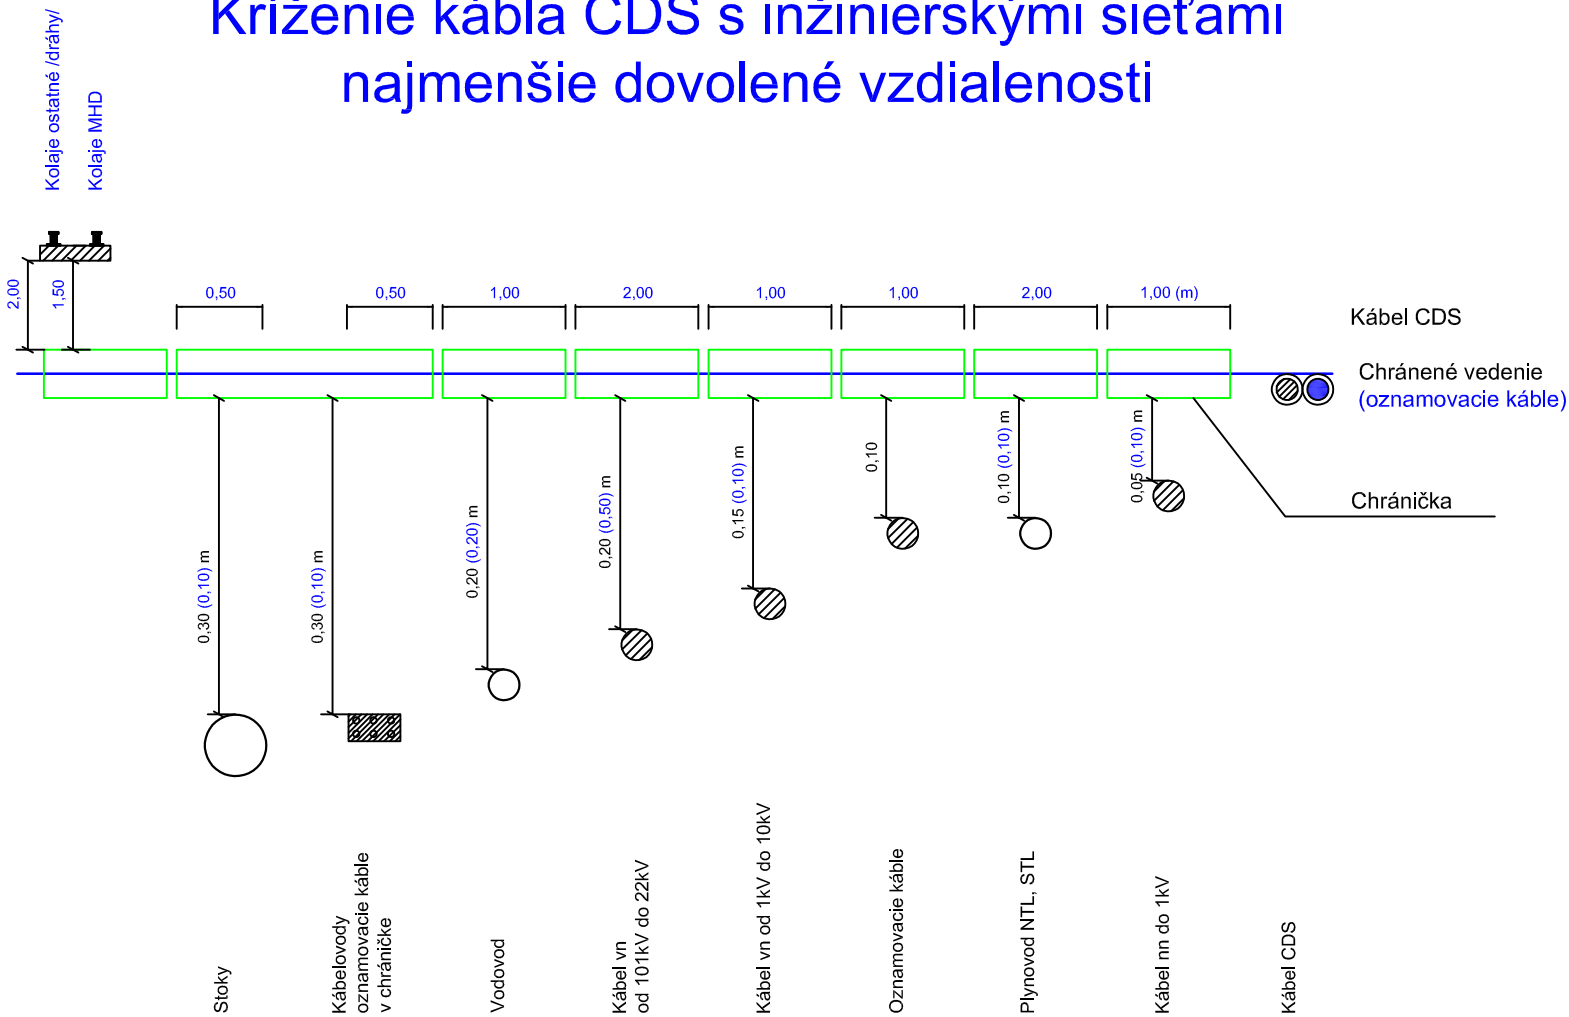 Kríženie kábla CDS s inžinierskými sieťami
najmenšie dovolené vzdialenosti
Kolaje ostatné /dráhy/
Kolaje MHD
2,00
1,50
0,50
0,50
1,00
2,00
1,00
1,00
2,00
1,00 (m)
Kábel CDS
Chránené vedenie
(oznamovacie káble)
Chránička
0,30 (0,10) m
0,30 (0,10) m
0,20 (0,20) m
0,20 (0,50) m
0,15 (0,10) m
0,10
0,10 (0,10) m
0,05 (0,10) m
Stoky
Kábelovody
oznamovacie káble
v chráničke
Vodovod
Kábel vn
od 101kV do 22kV
Kábel vn od 1kV do 10kV
Oznamovacie káble
Plynovod NTL, STL
Kábel nn do 1kV
Kábel CDS